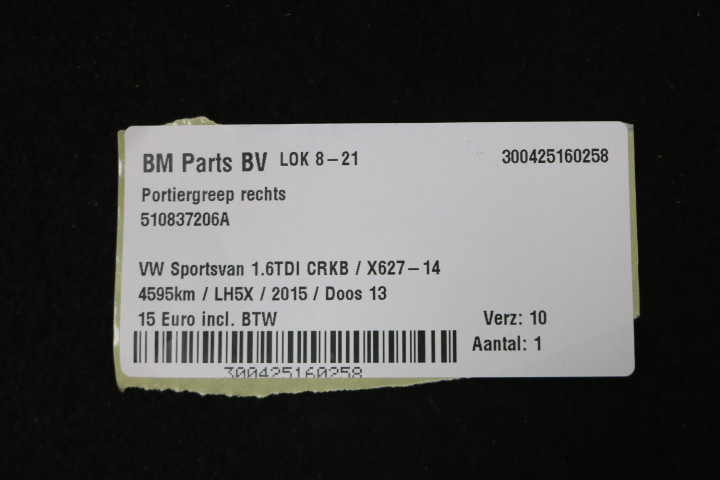 BM Parts BV LOK 8-21 300425160258
Portiergreep rechts
510837206A
VW Sportsvan 1.6TDI CRKB / X627-14
4595km / LH5X / 2015 / Doos 13
15 Euro incl. BTW Verz: 10
Aantal: 1
300425160258